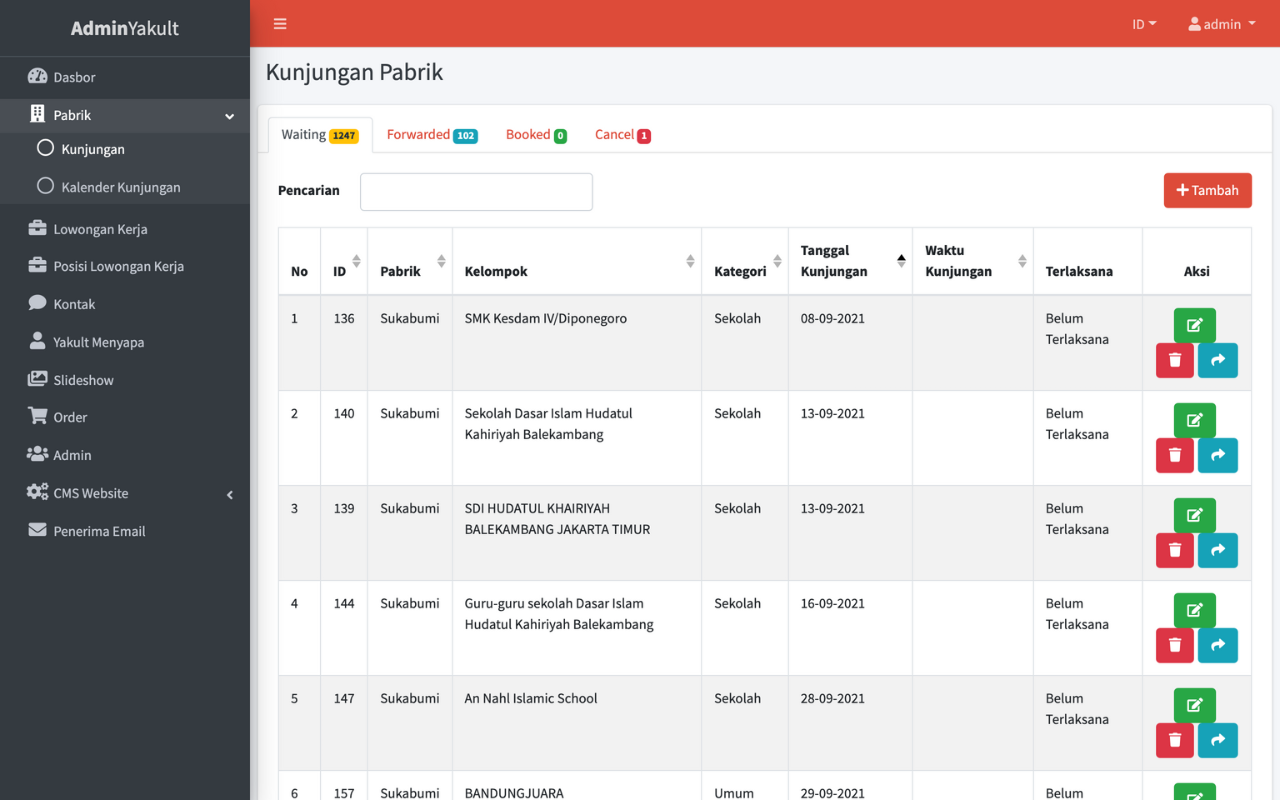 AdminYakult
ID
admin
Dasbor
Pabrik
Kunjungan
Kalender Kunjungan
Lowongan Kerja
Posisi Lowongan Kerja
Kontak
Yakult Menyapa
Slideshow
Order
Admin
CMS Website
Penerima Email
Kunjungan Pabrik
Waiting 1247 Forwarded 102 Booked 0 Cancel 1
Pencarian
Tambah
No ID Pabrik Kelompok Kategori Tanggal Kunjungan Waktu Kunjungan Terlaksana Aksi
1 136 Sukabumi SMK Kesdam IV/Diponegoro Sekolah 08-09-2021 Belum
Terlaksana
2 140 Sukabumi Sekolah Dasar Islam Hudatul Sekolah 13-09-2021 Belum
Kahiriyah Balekambang Terlaksana
3 139 Sukabumi SDI HUDATUL KHAIRIYAH Sekolah 13-09-2021 Belum
BALEKAMBANG JAKARTA TIMUR Terlaksana
4 144 Sukabumi Guru-guru sekolah Dasar Islam Sekolah 16-09-2021 Belum
Hudatul Kahiriyah Balekambang Terlaksana
5 147 Sukabumi An Nahl Islamic School Sekolah 28-09-2021 Belum
Terlaksana
6 157 Sukabumi BANDUNGJUARA Umum 29-09-2021 Belum